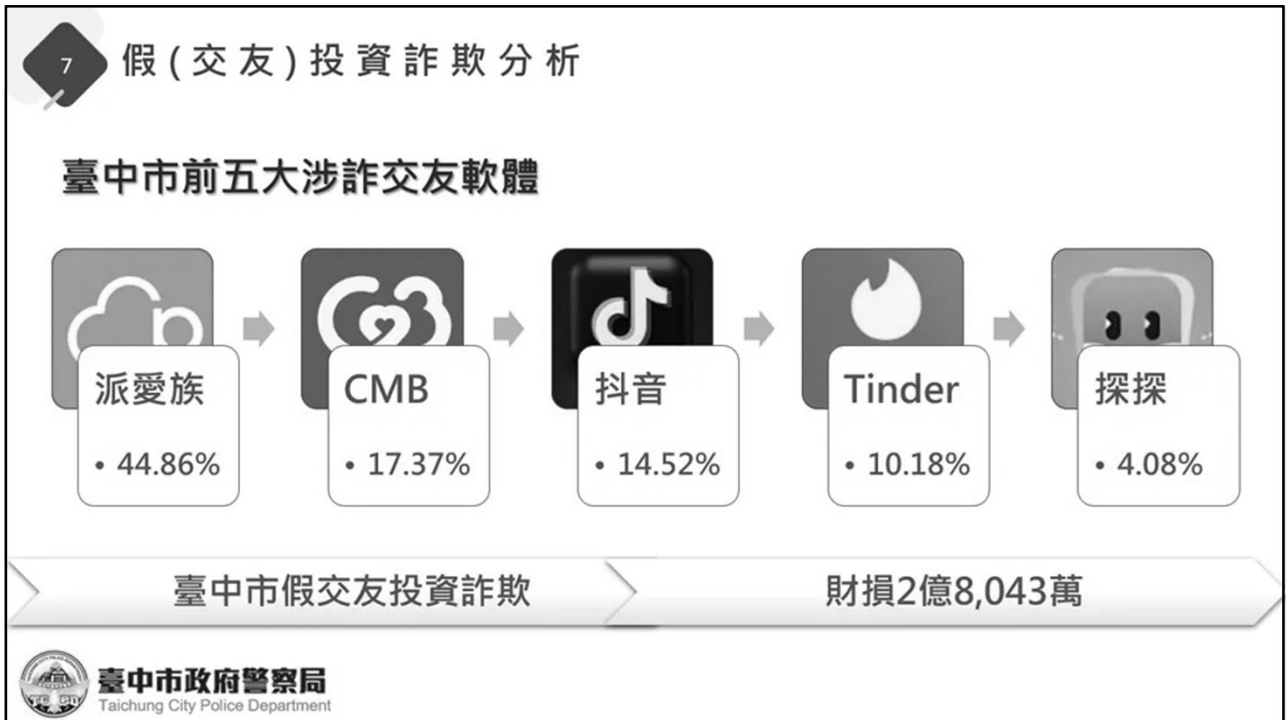 7
假(交友)投資詐欺分析
臺中市前五大涉詐交友軟體
派愛族
• 44.86%
CMB
• 17.37%
抖音
• 14.52%
Tinder
• 10.18%
探探
• 4.08%
臺中市假交友投資詐欺
財損2億8,043萬
臺中市政府警察局
Taichung City Police Department